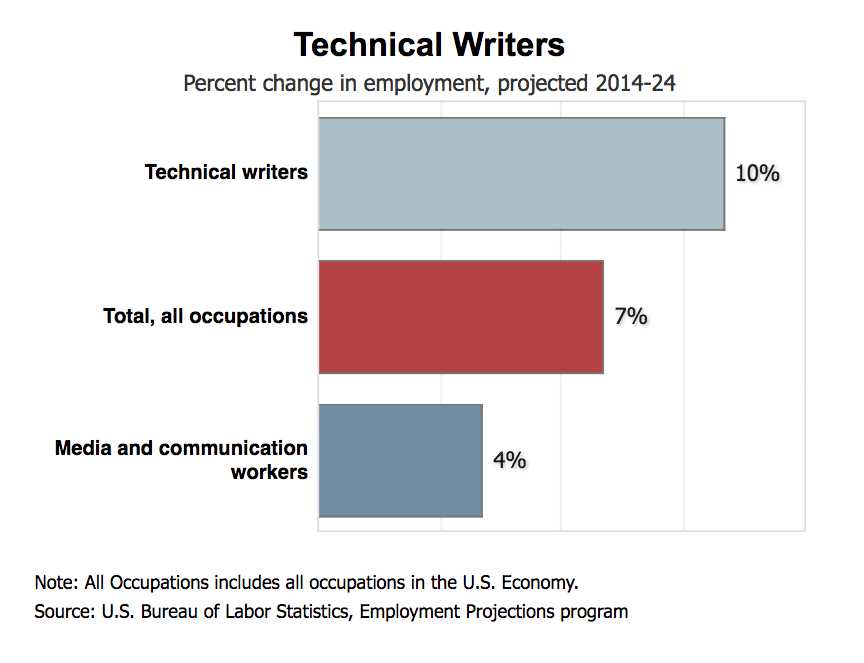 Technical Writers
Percent change in employment, projected 2014-24
Technical writers
10%
Total, all occupations
7%
Media and communication
workers
4%
Note: All Occupations includes all occupations in the U.S. Economy.
Source: U.S. Bureau of Labor Statistics, Employment Projections program